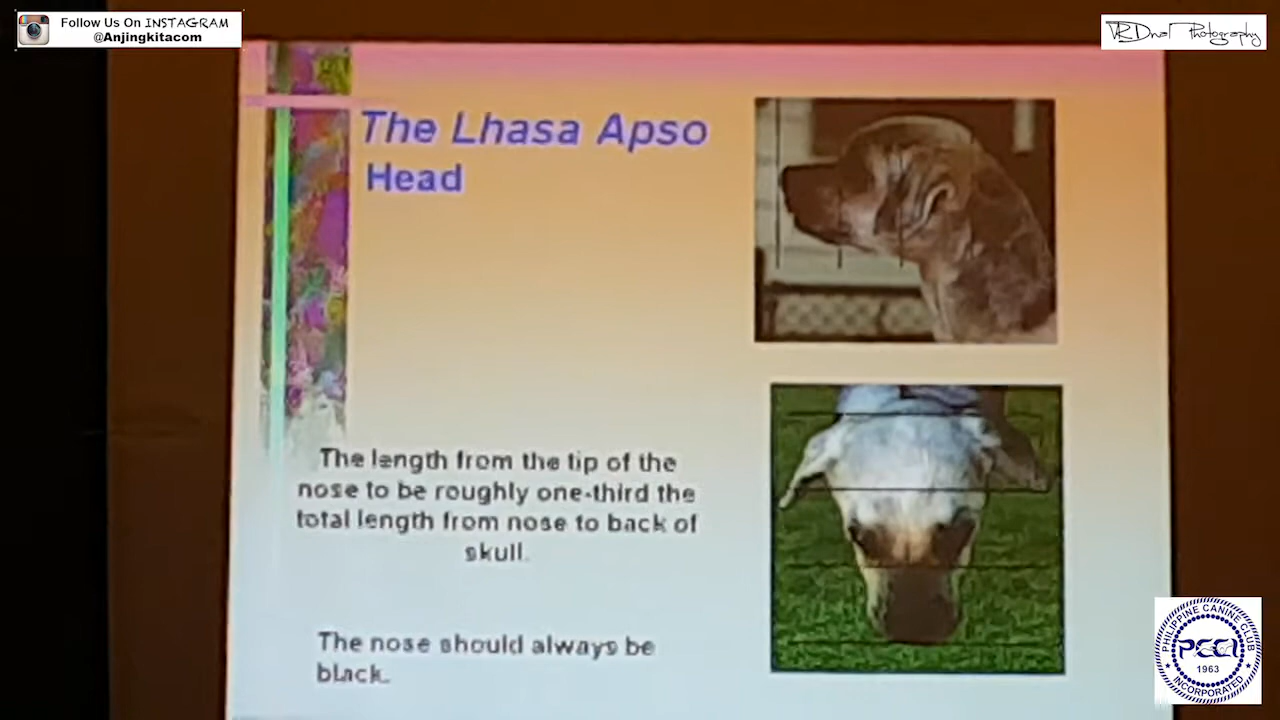 Follow Us On INSTAGRAM
@Anjingkitacom
VRDnal Photography
The Lhasa Apso
Head
The length from the tip of the
nose to be roughly one-third the
total length from nose to back of
skull.
The nose should always be
black.
PHILIPPINE CANINE CLUB
PCCI
1963
INCORPORATED